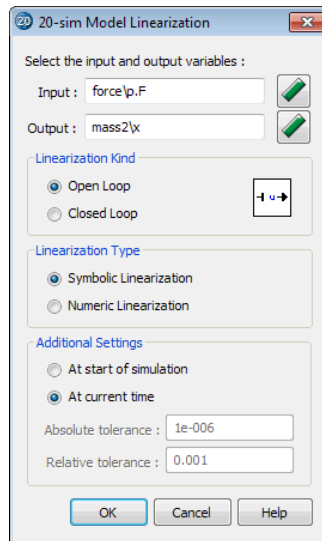 20 20-sim Model Linearization
Select the input and output variables :
Input : force\p.F
Output : mass2\x
Linearization Kind
Open Loop
u
Closed Loop
Linearization Type
Symbolic Linearization
Numeric Linearization
Additional Settings
At start of simulation
At current time
Absolute tolerance : 1e-006
Relative tolerance : 0.001
OK Cancel Help